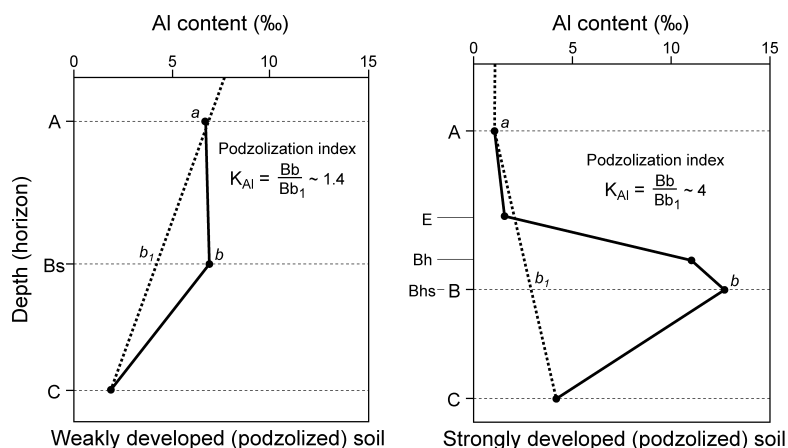 Al content (‰)
0 5 10 15
Depth (horizon)
A
Bs
C
a
b₁
b
Podzolization index
K_Al = Bb / Bb₁ ~ 1.4
Weakly developed (podzolized) soil
Al content (‰)
0 5 10 15
A
E
Bh
Bhs B
C
a
b₁
b
Podzolization index
K_Al = Bb / Bb₁ ~ 4
Strongly developed (podzolized) soil